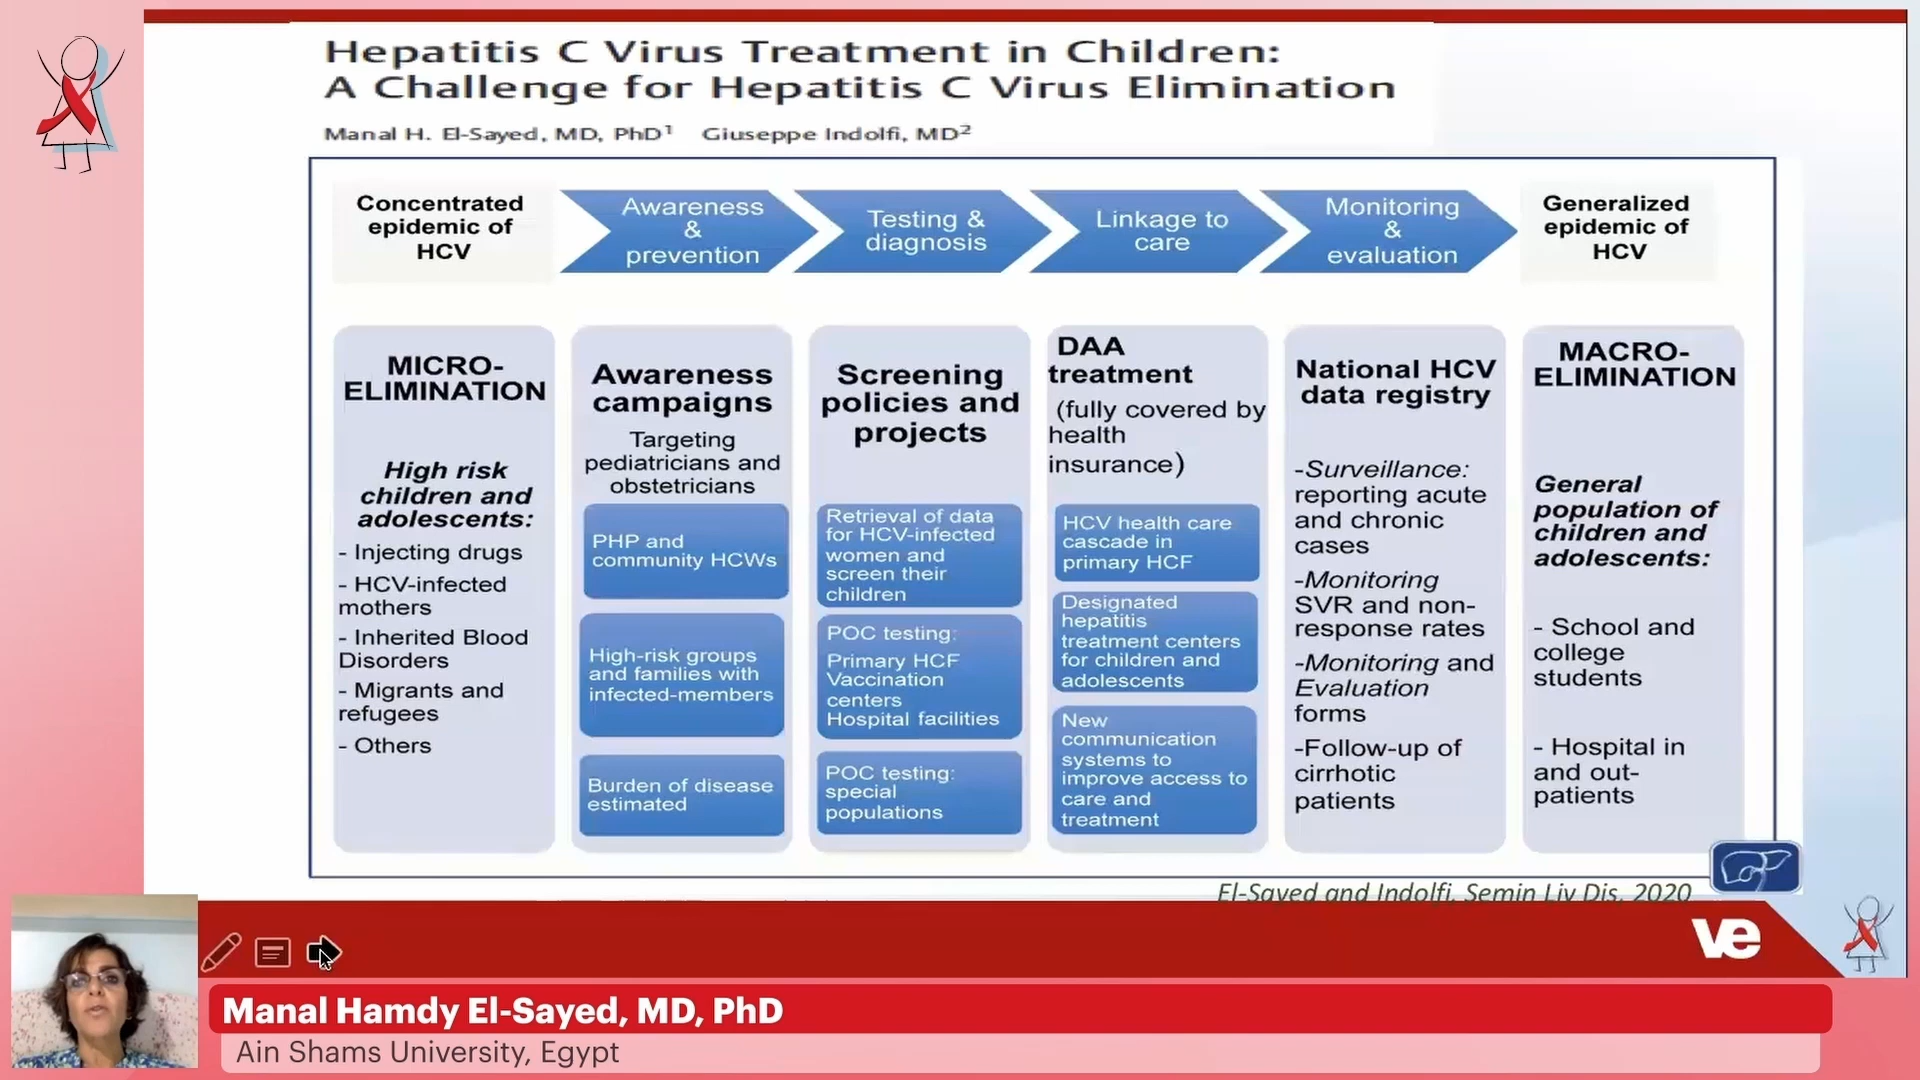 Hepatitis C Virus Treatment in Children:
A Challenge for Hepatitis C Virus Elimination
Manal H. El-Sayed, MD, PhD¹ Giuseppe Indolfi, MD²
Concentrated
epidemic of
HCV
Awareness
&
prevention
Testing &
diagnosis
Linkage to
care
Monitoring
&
evaluation
Generalized
epidemic of
HCV
MICRO-
ELIMINATION
High risk
children and
adolescents:
- Injecting drugs
- HCV-infected
mothers
- Inherited Blood
Disorders
- Migrants and
refugees
- Others
Awareness
campaigns
Targeting
pediatricians and
obstetricians
PHP and
community HCWs
High-risk groups
and families with
infected-members
Burden of disease
estimated
Screening
policies and
projects
Retrieval of data
for HCV-infected
women and
screen their
children
POC testing:
Primary HCF
Vaccination
centers
Hospital facilities
POC testing:
special
populations
DAA
treatment
(fully covered by
health
insurance)
HCV health care
cascade in
primary HCF
Designated
hepatitis
treatment centers
for children and
adolescents
New
communication
systems to
improve access to
care and
treatment
National HCV
data registry
-Surveillance:
reporting acute
and chronic
cases
-Monitoring
SVR and non-
response rates
-Monitoring and
Evaluation
forms
-Follow-up of
cirrhotic
patients
MACRO-
ELIMINATION
General
population of
children and
adolescents:
- School and
college
students
- Hospital in
and out-
patients
El-Sayed and Indolfi, Semin Liv Dis, 2020
ve
Manal Hamdy El-Sayed, MD, PhD
Ain Shams University, Egypt